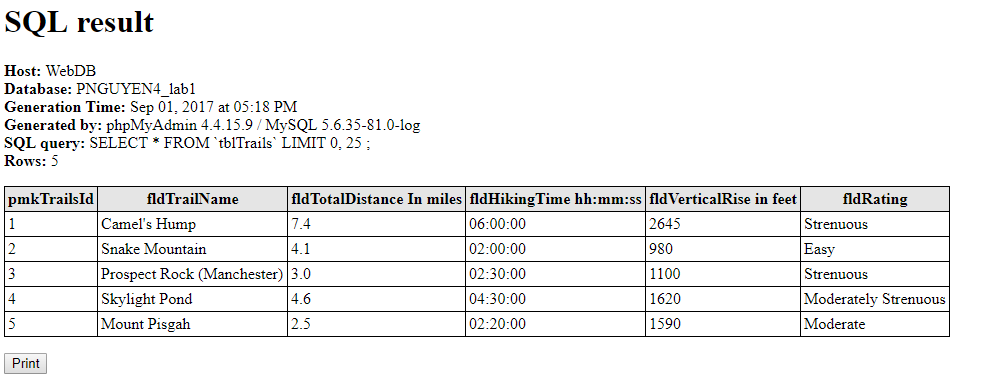 SQL result
Host: WebDB
Database: PNGUYEN4_lab1
Generation Time: Sep 01, 2017 at 05:18 PM
Generated by: phpMyAdmin 4.4.15.9 / MySQL 5.6.35-81.0-log
SQL query: SELECT * FROM `tblTrails` LIMIT 0, 25 ;
Rows: 5
pmkTrailsId fldTrailName fldTotalDistance In miles fldHikingTime hh:mm:ss fldVerticalRise in feet fldRating
1 Camel's Hump 7.4 06:00:00 2645 Strenuous
2 Snake Mountain 4.1 02:00:00 980 Easy
3 Prospect Rock (Manchester) 3.0 02:30:00 1100 Strenuous
4 Skylight Pond 4.6 04:30:00 1620 Moderately Strenuous
5 Mount Pisgah 2.5 02:20:00 1590 Moderate
Print